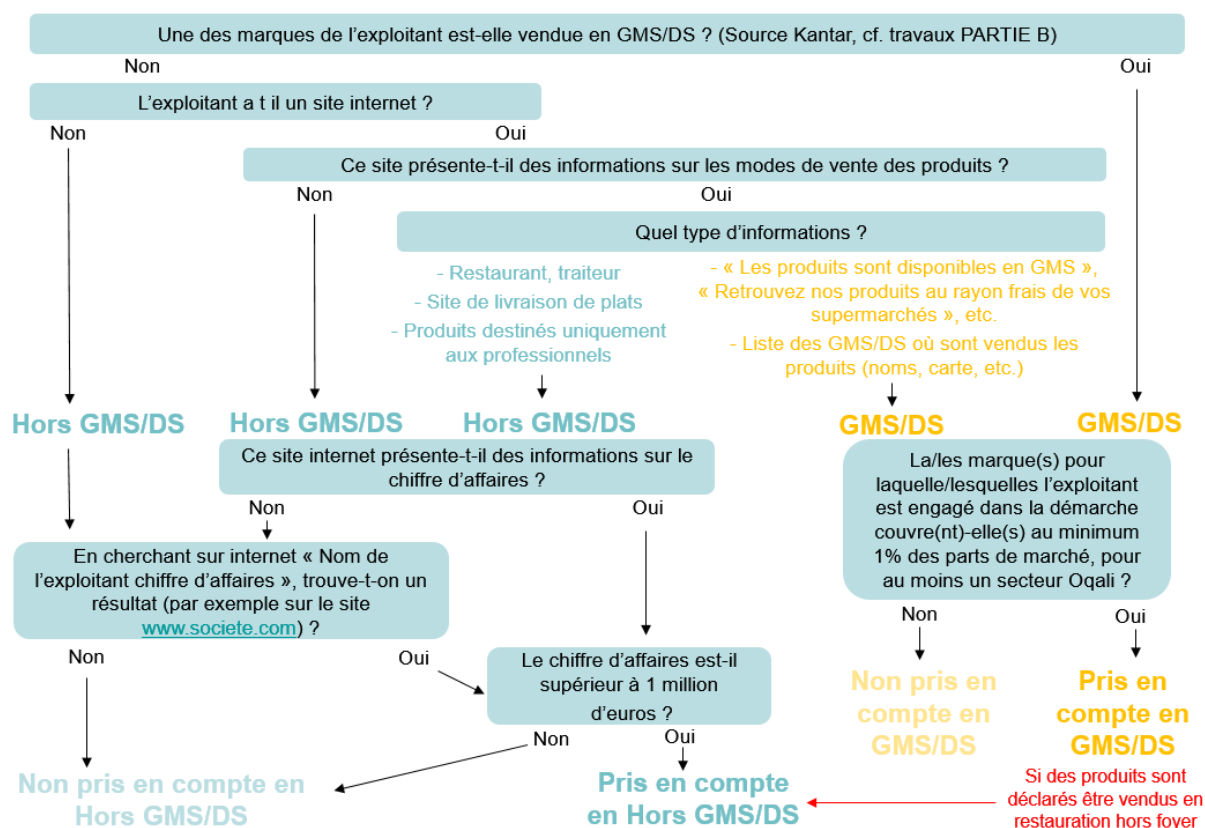 Une des marques de l'exploitant est-elle vendue en GMS/DS ? (Source Kantar, cf. travaux PARTIE B)
Non
Oui
L'exploitant a t il un site internet ?
Non
Oui
Ce site présente-t-il des informations sur les modes de vente des produits ?
Non
Oui
Quel type d'informations ?
- Restaurant, traiteur
- Site de livraison de plats
- Produits destinés uniquement
aux professionnels
- « Les produits sont disponibles en GMS »,
« Retrouvez nos produits au rayon frais de vos
supermarchés », etc.
- Liste des GMS/DS où sont vendus les
produits (noms, carte, etc.)
Hors GMS/DS
Hors GMS/DS
Hors GMS/DS
GMS/DS
GMS/DS
Ce site internet présente-t-il des informations sur le
chiffre d'affaires ?
Non
Oui
La/les marque(s) pour
laquelle/lesquelles l'exploitant
est engagé dans la démarche
couvre(nt)-elle(s) au minimum
1% des parts de marché, pour
au moins un secteur Oqali ?
Non
Oui
En cherchant sur internet « Nom de
l'exploitant chiffre d'affaires », trouve-t-on un
résultat (par exemple sur le site
www.societe.com) ?
Non
Oui
Le chiffre d'affaires est-il
supérieur à 1 million
d'euros ?
Non
Oui
Non pris en
compte en
GMS/DS
Pris en
compte en
GMS/DS
Non pris en compte en
Hors GMS/DS
Pris en compte
en Hors GMS/DS
Si des produits sont
déclarés être vendus en
restauration hors foyer